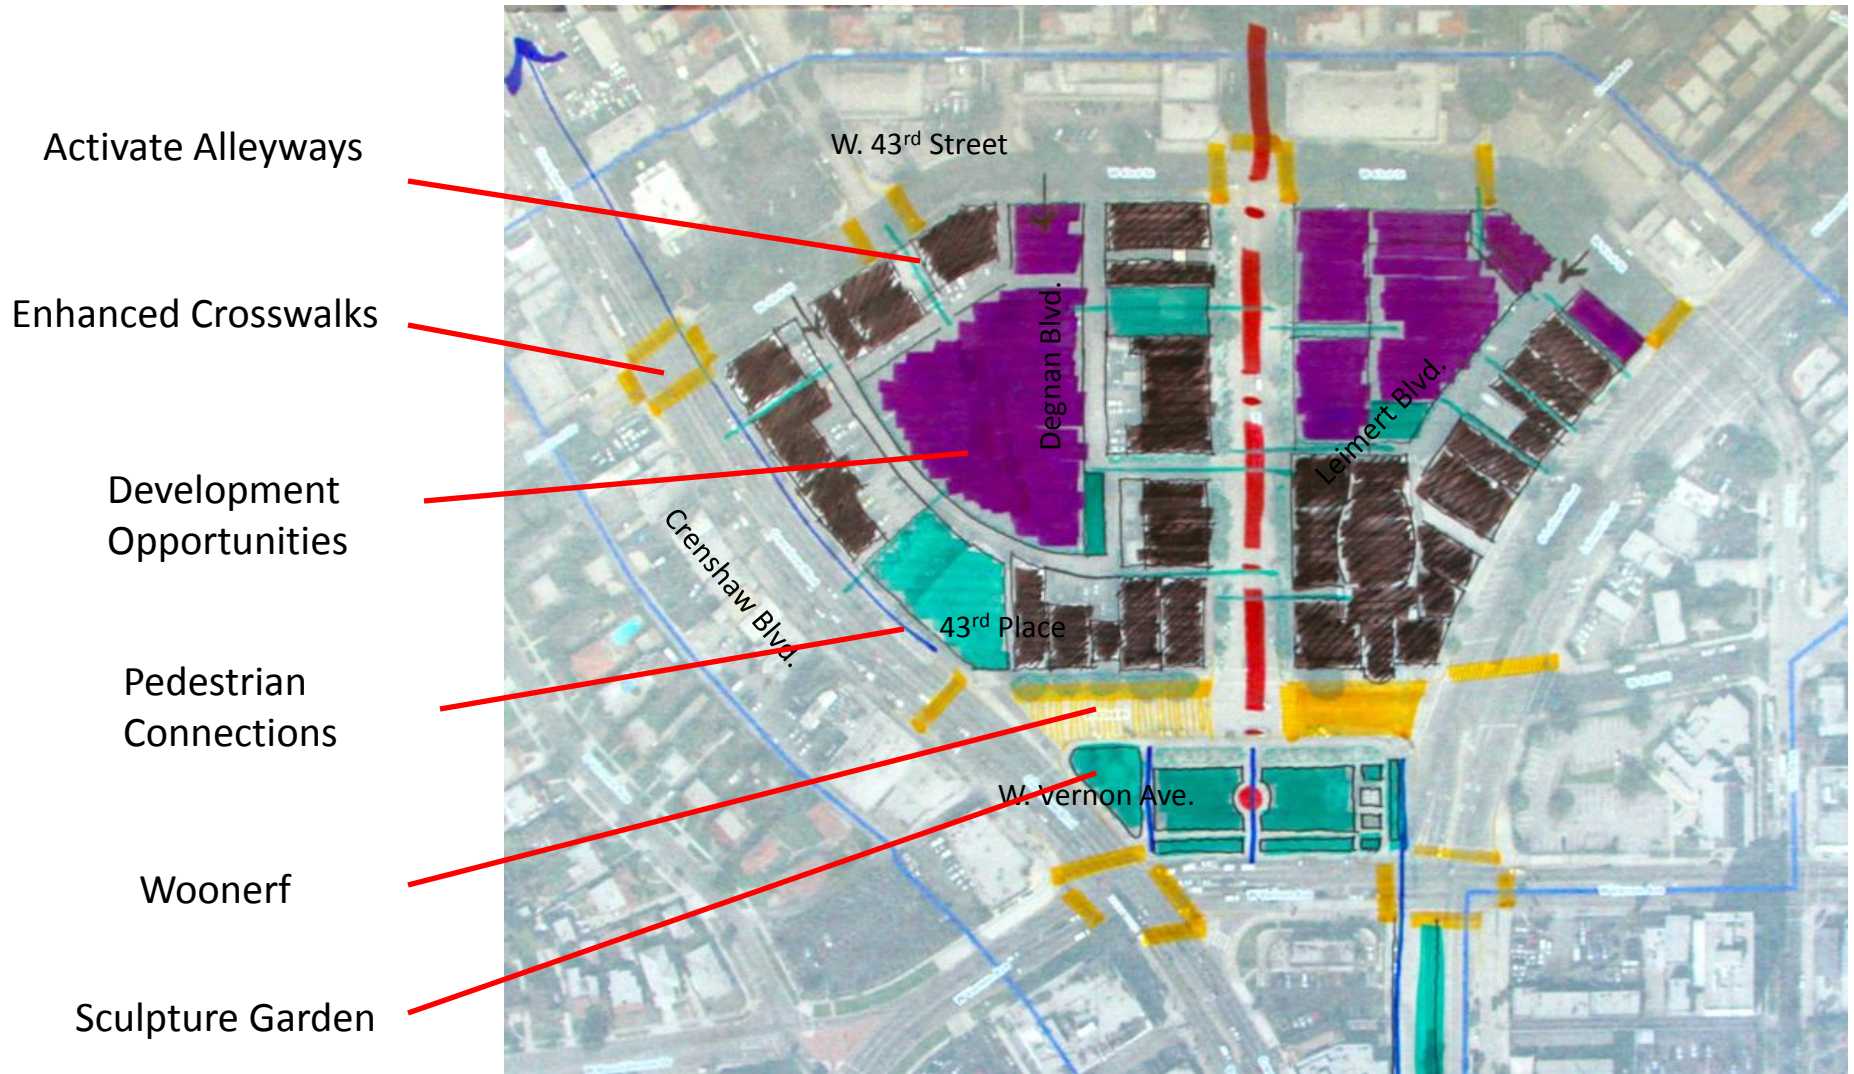 Activate Alleyways
W. 43rd Street
Enhanced Crosswalks
Degnan Blvd.
Leimert Blvd.
Development
Opportunities
Crenshaw Blvd.
43rd Place
Pedestrian
Connections
W. Vernon Ave.
Woonerf
Sculpture Garden